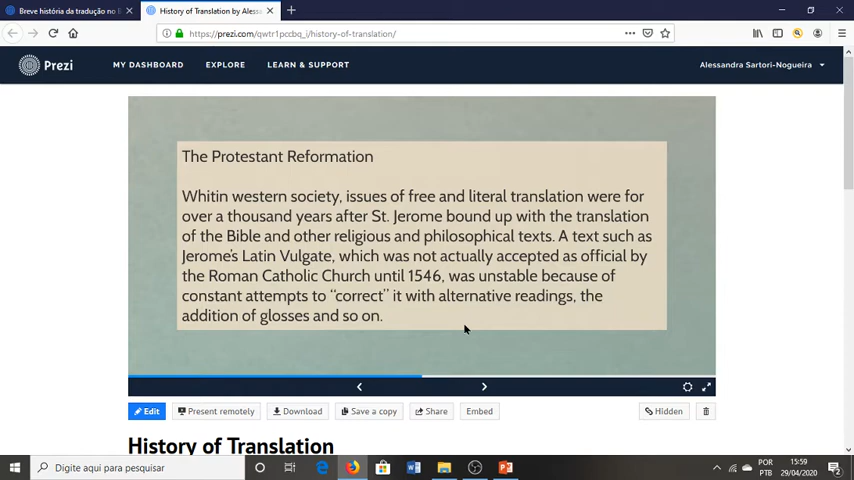 Breve história da tradução no B
History of Translation by Aless
https://prezi.com/qwtr1pccbq_i/history-of-translation/
Prezi
MY DASHBOARD
EXPLORE
LEARN & SUPPORT
Alessandra Sartori-Nogueira
The Protestant Reformation
Whitin western society, issues of free and literal translation were for
over a thousand years after St. Jerome bound up with the translation
of the Bible and other religious and philosophical texts. A text such as
Jerome's Latin Vulgate, which was not actually accepted as official by
the Roman Catholic Church until 1546, was unstable because of
constant attempts to "correct" it with alternative readings, the
addition of glosses and so on.
Edit
Present remotely
Download
Save a copy
Share
Embed
Hidden
History of Translation
Digite aqui para pesquisar
POR
15:59
PTB
29/04/2020
2